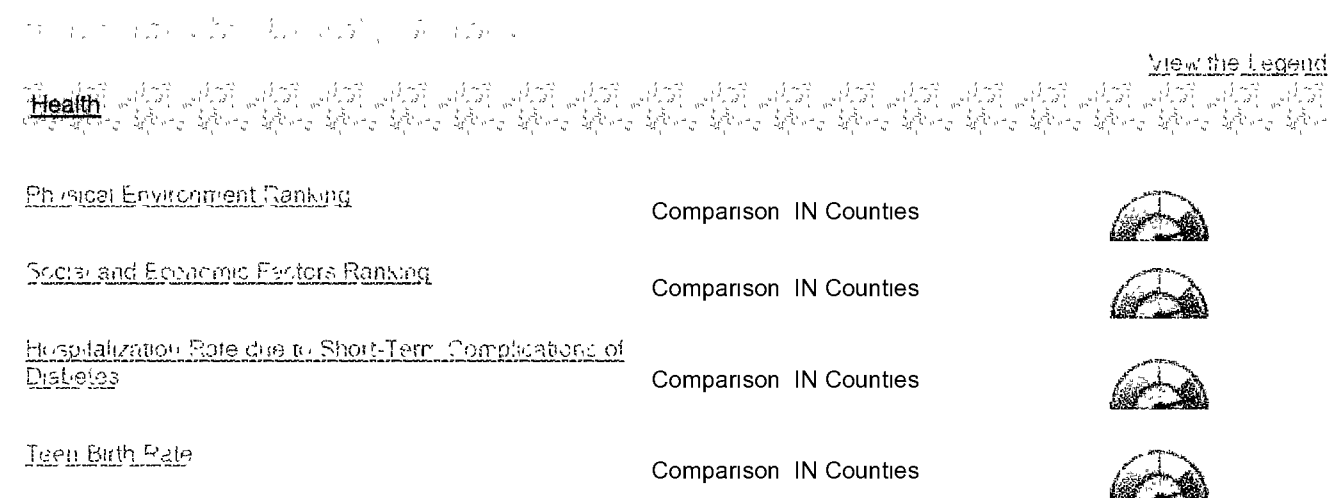 View the Legend
Health
Physical Environment Ranking
Comparison IN Counties
Social and Economic Factors Ranking
Comparison IN Counties
Hospitalization Rate due to Short-Term Complications of
Diabetes
Comparison IN Counties
Teen Birth Rate
Comparison IN Counties